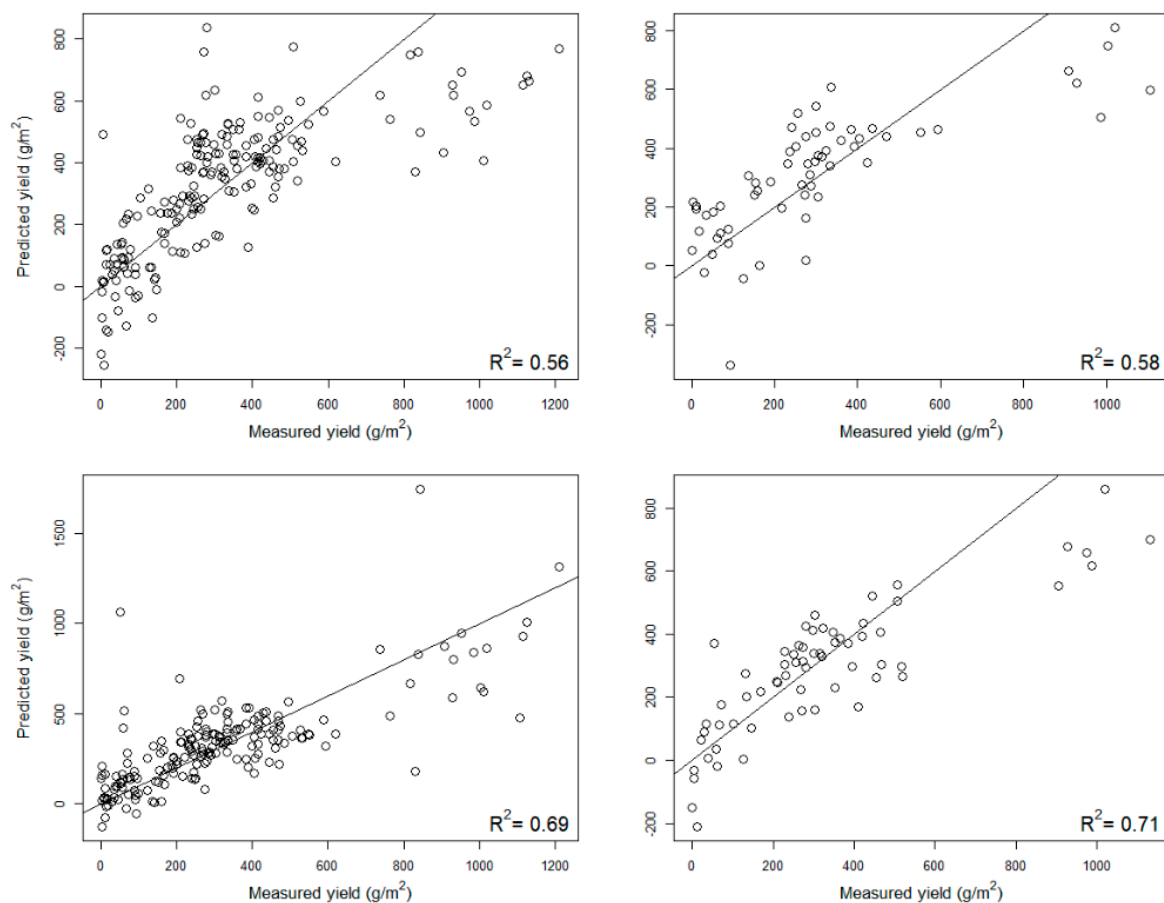 800
600
400
200
0
-200
Predicted yield (g/m²)
R²= 0.56
0 200 400 600 800 1000 1200
Measured yield (g/m²)
800
600
400
200
0
-200
R²= 0.58
0 200 400 600 800 1000
Measured yield (g/m²)
1500
1000
500
0
Predicted yield (g/m²)
R²= 0.69
0 200 400 600 800 1000 1200
Measured yield (g/m²)
800
600
400
200
0
-200
R²= 0.71
0 200 400 600 800 1000
Measured yield (g/m²)